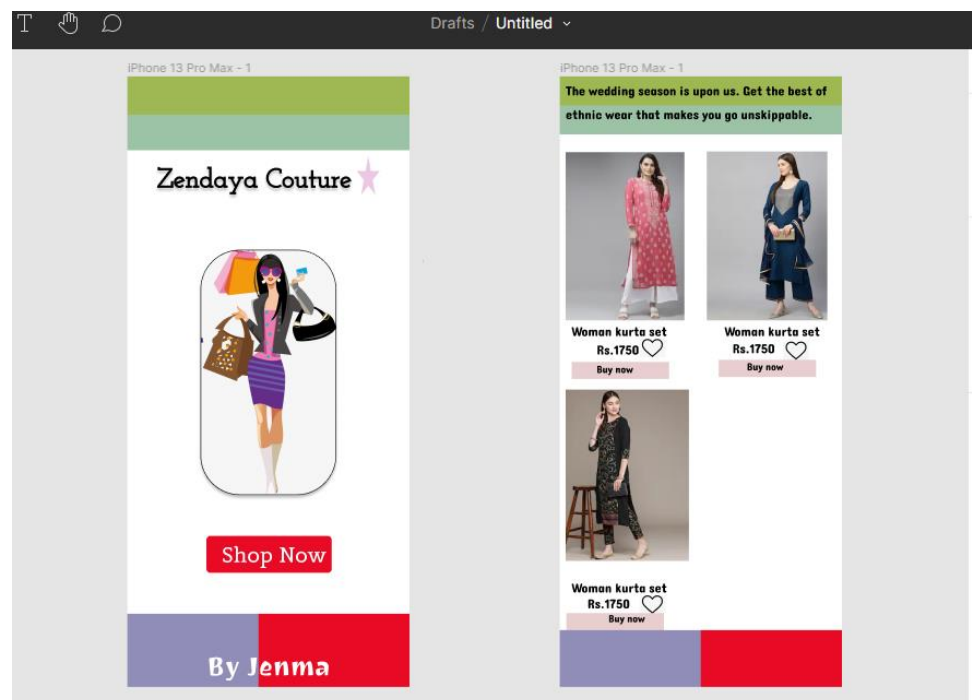 T
Drafts / Untitled
iPhone 13 Pro Max - 1
Zendaya Couture
Shop Now
By Jenma
iPhone 13 Pro Max - 1
The wedding season is upon us. Get the best of
ethnic wear that makes you go unskippable.
Woman kurta set
Rs.1750
Buy now
Woman kurta set
Rs.1750
Buy now
Woman kurta set
Rs.1750
Buy now